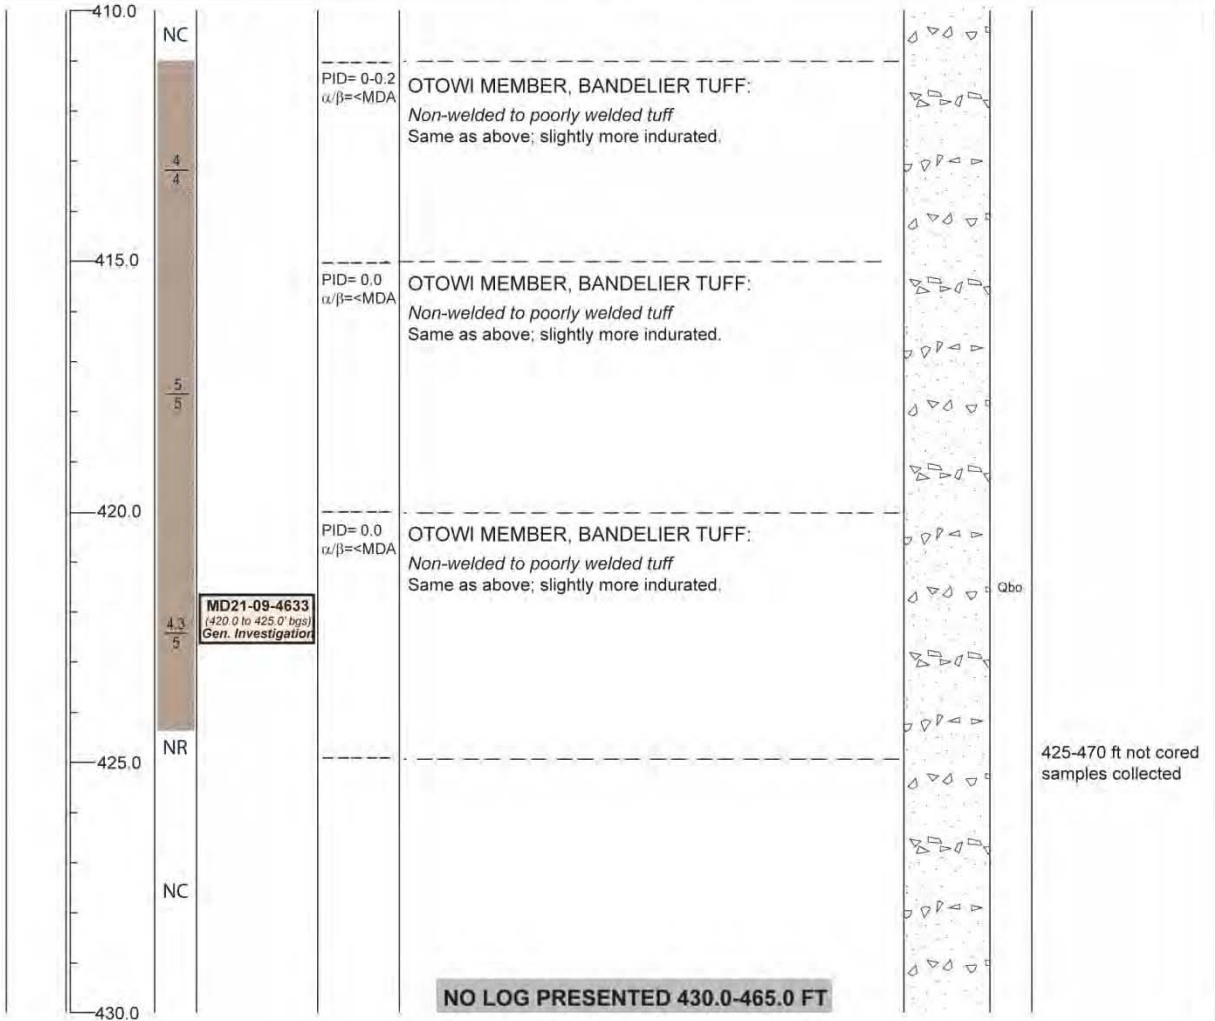 410.0
NC
PID= 0-0.2
α/β=<MDA
OTOWI MEMBER, BANDELIER TUFF:
Non-welded to poorly welded tuff
Same as above; slightly more indurated.
4
4
415.0
PID= 0.0
α/β=<MDA
OTOWI MEMBER, BANDELIER TUFF:
Non-welded to poorly welded tuff
Same as above; slightly more indurated.
5
5
420.0
PID= 0.0
α/β=<MDA
OTOWI MEMBER, BANDELIER TUFF:
Non-welded to poorly welded tuff
Same as above; slightly more indurated.
Qbo
MD21-09-4633
(420.0 to 425.0' bgs)
Gen. Investigation
4.3
5
NR
425.0
425-470 ft not cored
samples collected
NC
NO LOG PRESENTED 430.0-465.0 FT
430.0